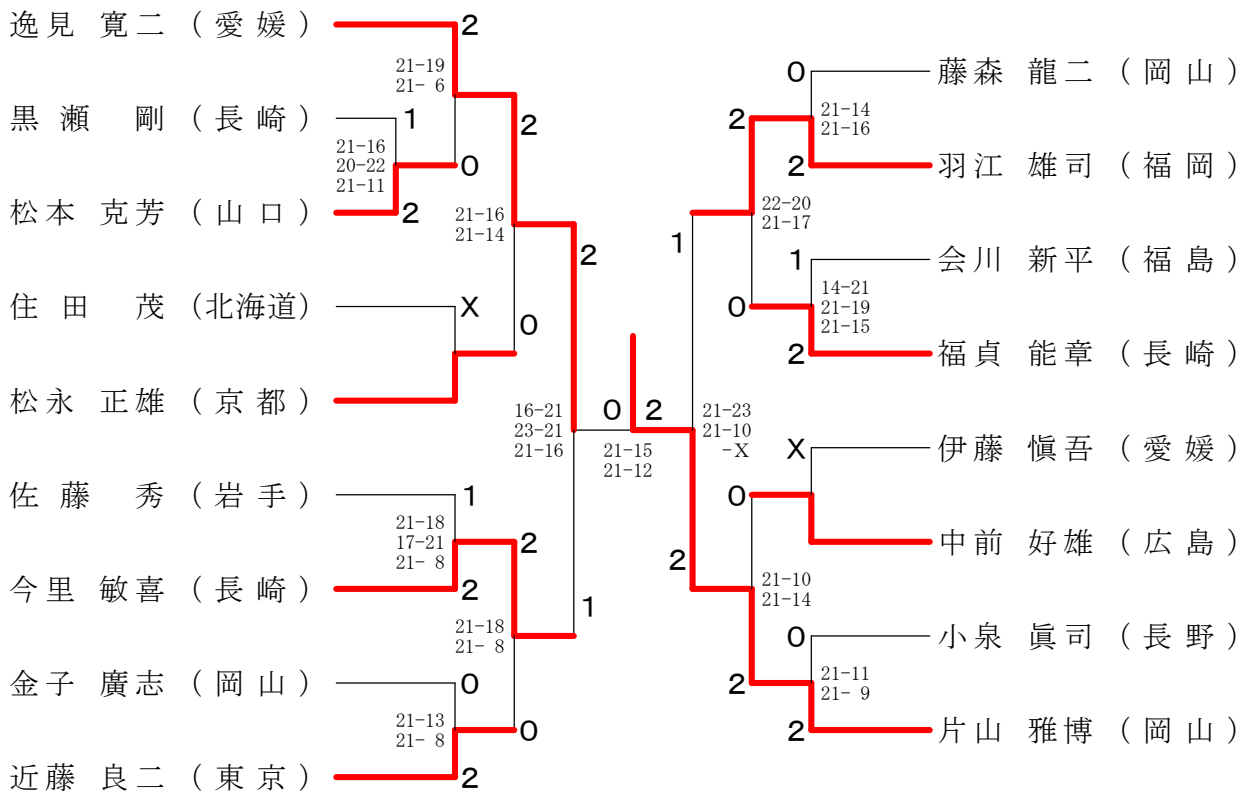 逸見 寛二 (愛媛)
2
21-19
21- 6
黒瀬 剛 (長崎)
1
2
21-16
20-22
21-11
0
松本 克芳 (山口)
2
21-16
21-14
2
住田 茂 (北海道)
X
0
松永 正雄 (京都)
16-21
23-21
21-16
佐藤 秀 (岩手)
1
21-18
17-21
21- 8
2
今里 敏喜 (長崎)
2
1
21-18
21- 8
金子 廣志 (岡山)
0
21-13
21- 8
0
近藤 良二 (東京)
2
0 2
21-15
21-12
0
藤森 龍二 (岡山)
2
21-14
21-16
2
羽江 雄司 (福岡)
22-20
21-17
1
1
会川 新平 (福島)
0
14-21
21-19
21-15
2
福貞 能章 (長崎)
21-23
21-10
-X
X
伊藤 愼吾 (愛媛)
0
中前 好雄 (広島)
2
21-10
21-14
0
小泉 眞司 (長野)
2
21-11
21- 9
2
片山 雅博 (岡山)